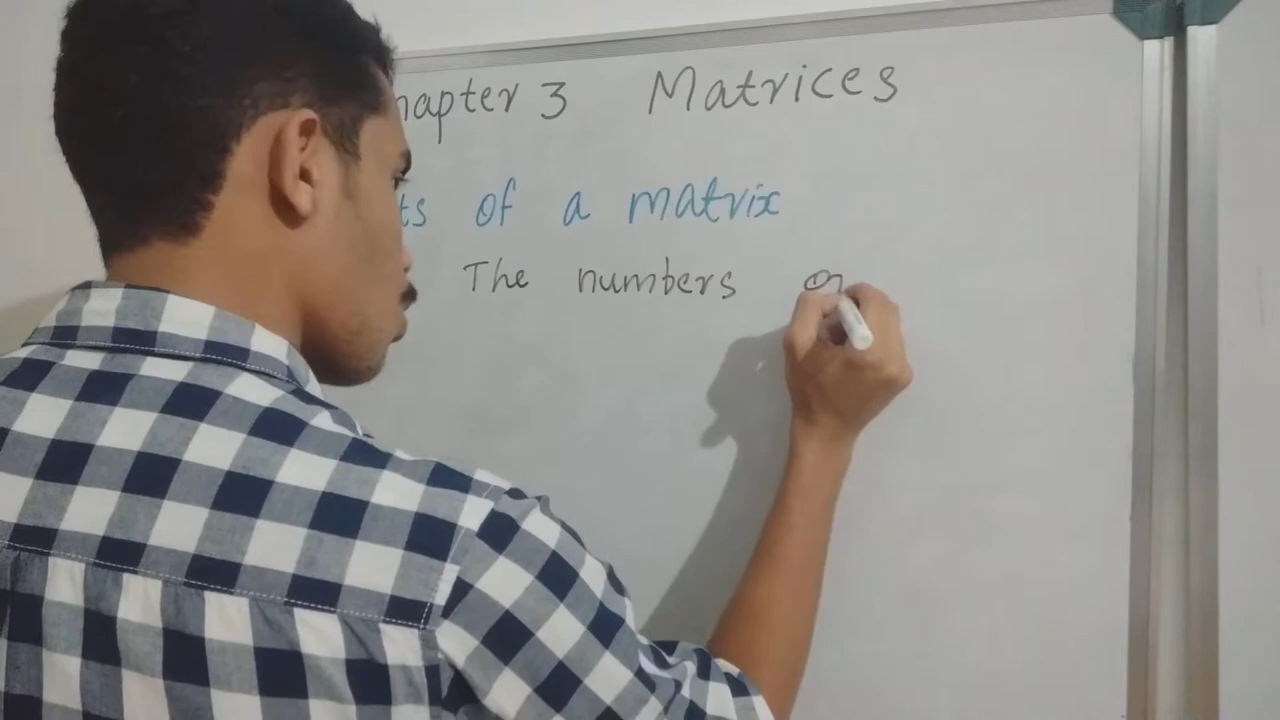 hapter 3 Matrices
ts of a matrix
The numbers